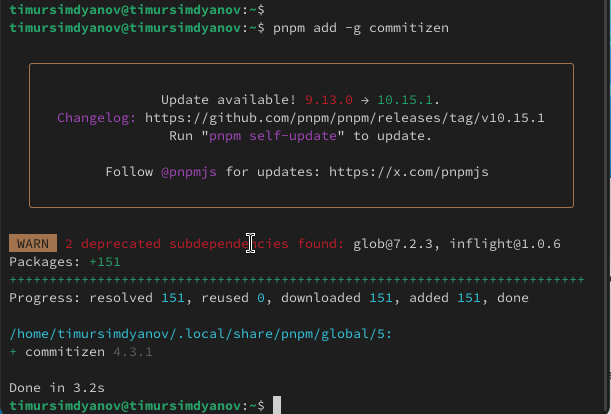 timursimdyanov@timursimdyanov:~$
timursimdyanov@timursimdyanov:~$ pnpm add -g commitizen
Update available! 9.13.0 → 10.15.1.
Changelog: https://github.com/pnpm/pnpm/releases/tag/v10.15.1
Run "pnpm self-update" to update.
Follow @pnpmjs for updates: https://x.com/pnpmjs
WARN 2 deprecated subdependencies found: glob@7.2.3, inflight@1.0.6
Packages: +151
++++++++++++++++++++++++++++++++++++++++++++++++++++++++++++++++++++++++
Progress: resolved 151, reused 0, downloaded 151, added 151, done
/home/timursimdyanov/.local/share/pnpm/global/5:
+ commitizen 4.3.1
Done in 3.2s
timursimdyanov@timursimdyanov:~$